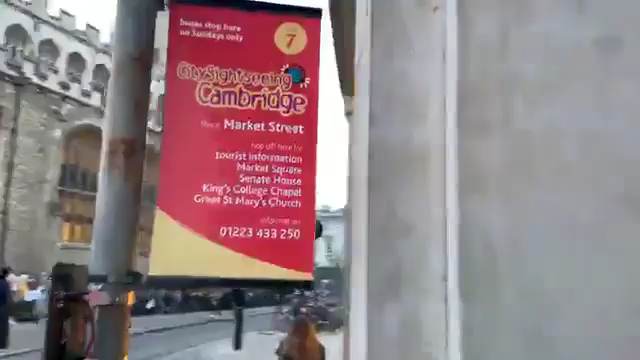 buses stop here
on Sundays only
7
CitySightseeing
Cambridge
Market Street
hop off here for
tourist information
Market Square
Senate House
King's College Chapel
Great St Mary's Church
information
01223 433 250